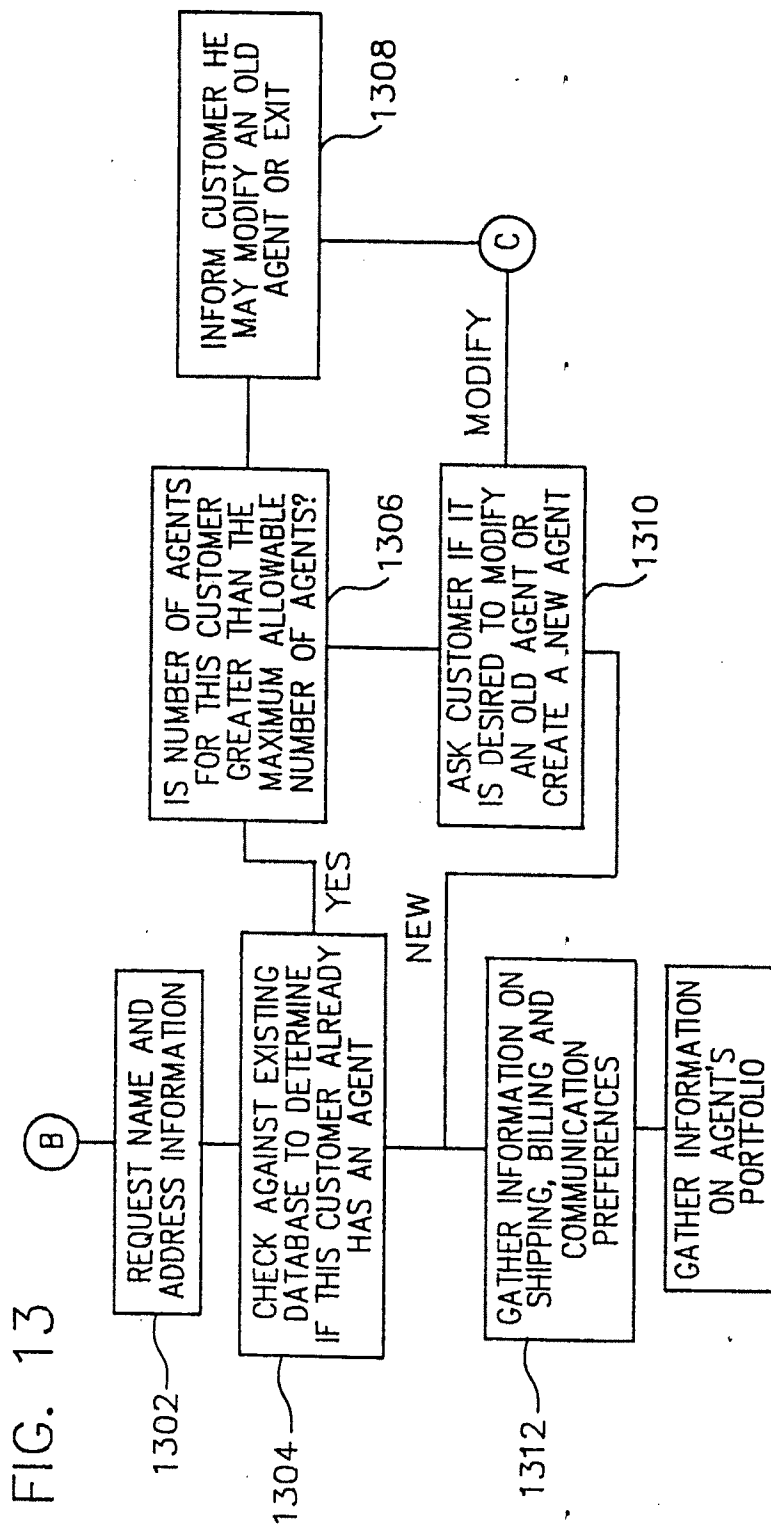 FIG. 13
B
REQUEST NAME AND
ADDRESS INFORMATION
1302
CHECK AGAINST EXISTING
DATABASE TO DETERMINE
IF THIS CUSTOMER ALREADY
HAS AN AGENT
1304
YES
IS NUMBER OF AGENTS
FOR THIS CUSTOMER
GREATER THAN THE
MAXIMUM ALLOWABLE
NUMBER OF AGENTS?
1306
INFORM CUSTOMER HE
MAY MODIFY AN OLD
AGENT OR EXIT
1308
ASK CUSTOMER IF IT
IS DESIRED TO MODIFY
AN OLD AGENT OR
CREATE A NEW AGENT
1310
MODIFY
C
NEW
GATHER INFORMATION ON
SHIPPING, BILLING AND
COMMUNICATION
PREFERENCES
1312
GATHER INFORMATION
ON AGENT'S
PORTFOLIO